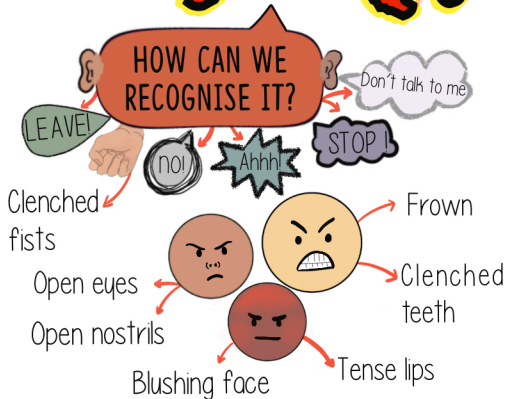 HOW CAN WE
RECOGNISE IT?
Don't talk to me
LEAVE!
NO!
Ahhh!
STOP!
Clenched
fists
Frown
Open eyes
Clenched
teeth
Open nostrils
Blushing face
Tense lips